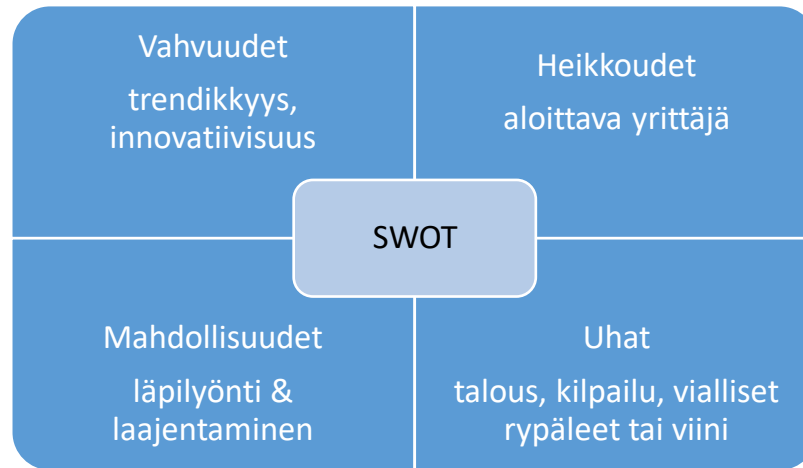 Vahvuudet
trendikkyys,
innovatiivisuus
Heikkoudet
aloittava yrittäjä
SWOT
Mahdollisuudet
läpilyönti &
laajentaminen
Uhat
talous, kilpailu, vialliset
rypäleet tai viini